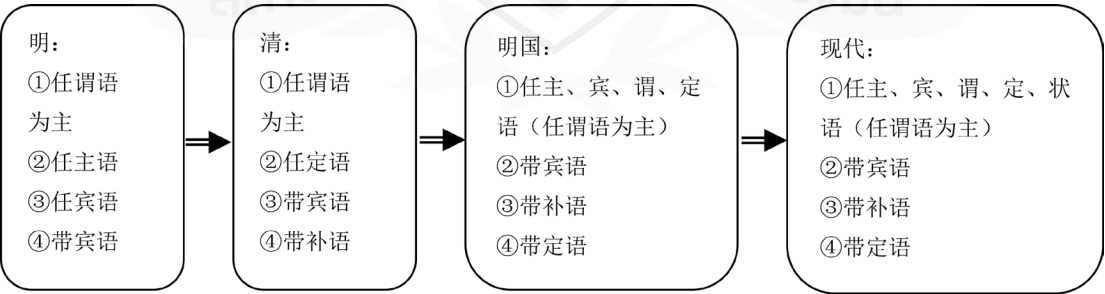 明：
①任谓语
为主
②任主语
③任宾语
④带宾语
清：
①任谓语
为主
②任定语
③带宾语
④带补语
明国：
①任主、宾、谓、定
语（任谓语为主）
②带宾语
③带补语
④带定语
现代：
①任主、宾、谓、定、状
语（任谓语为主）
②带宾语
③带补语
④带定语